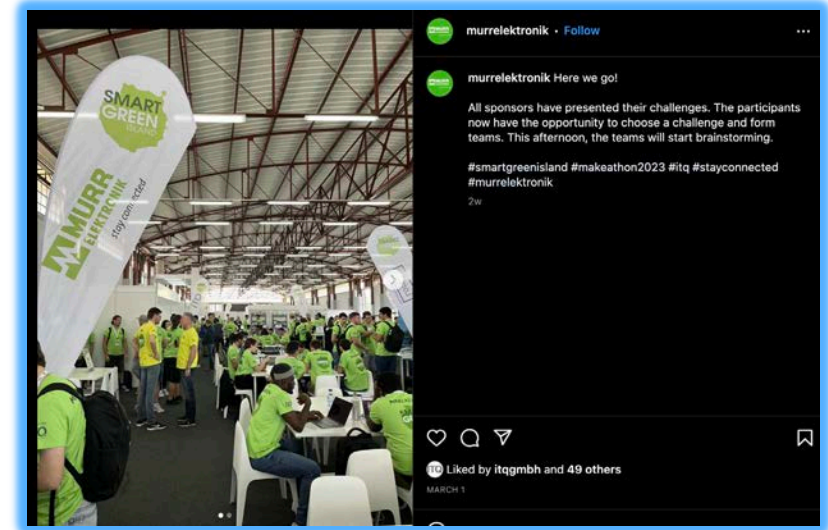 SMART
GREEN
ISLAND
MURR
ELEKTRONIK
stay connected
murrelektronik • Follow
murrelektronik Here we go!
All sponsors have presented their challenges. The participants
now have the opportunity to choose a challenge and form
teams. This afternoon, the teams will start brainstorming.
#smartgreenisland #makeathon2023 #itq #stayconnected
#murrelektronik
2w
ITQ Liked by itqgmbh and 49 others
MARCH 1